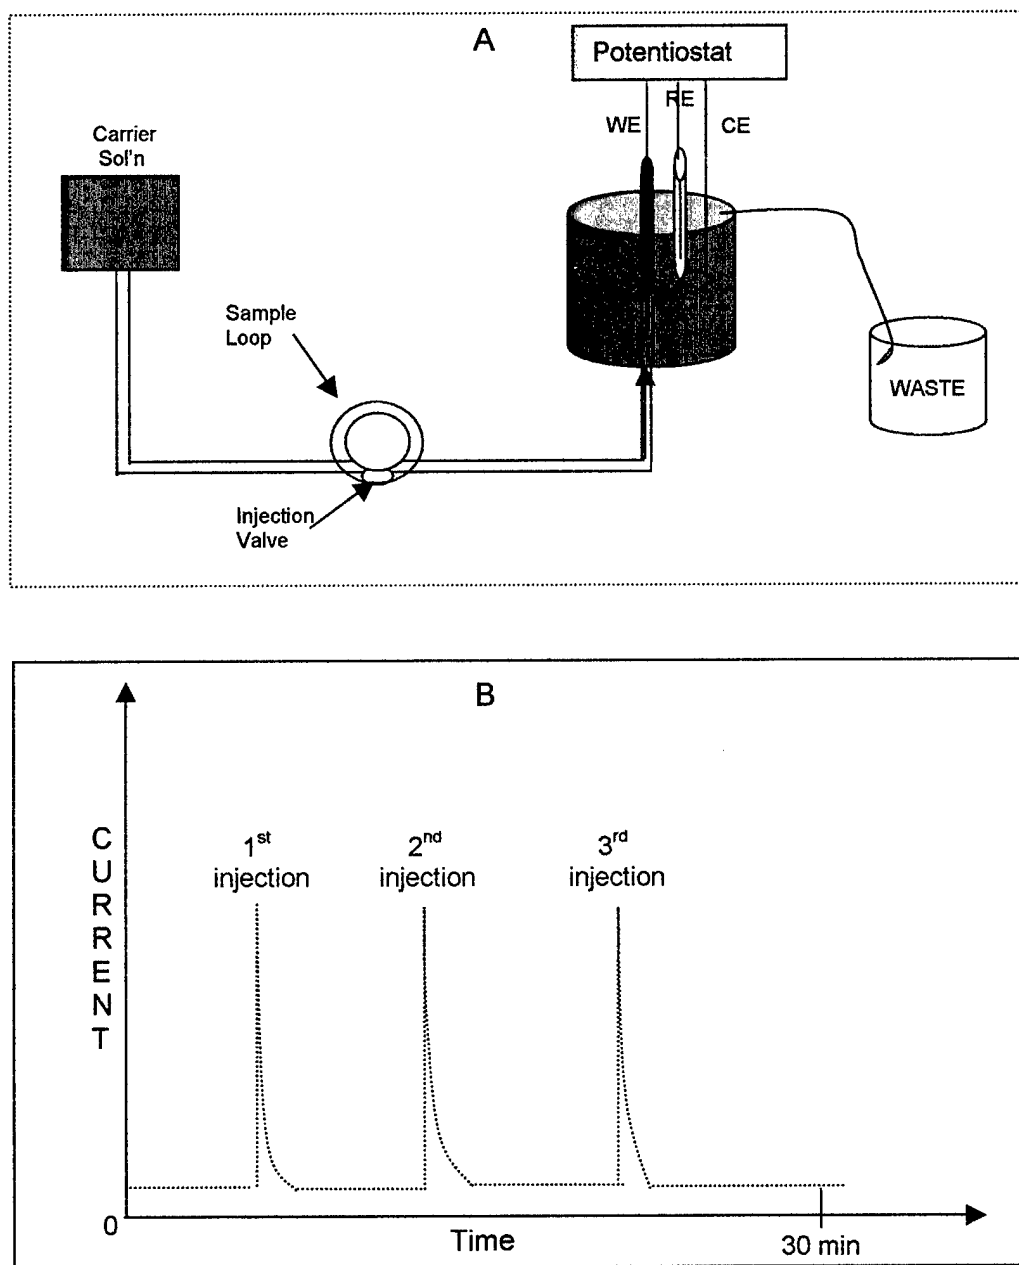 A
Potentiostat
RE
WE
CE
Carrier
Sol'n
Sample
Loop
WASTE
Injection
Valve
B
CURRENT
1st
injection
2nd
injection
3rd
injection
0
Time
30 min